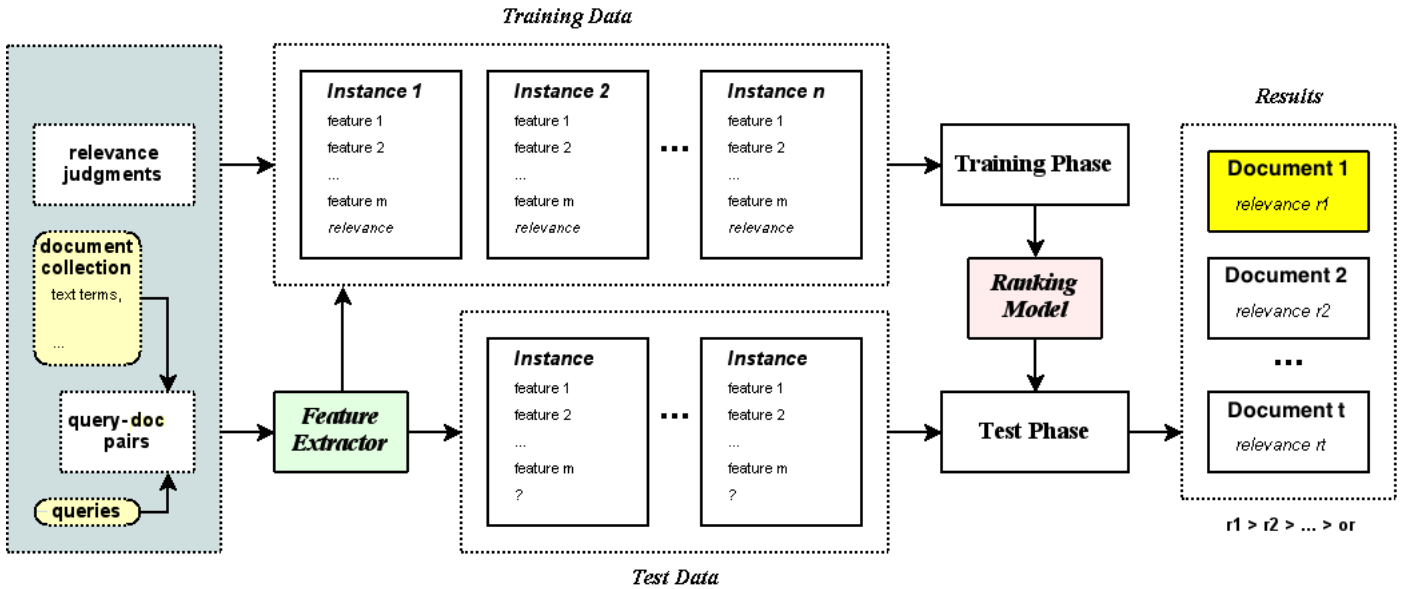 Training Data
relevance
judgments
document
collection
text terms,
...
query-doc
pairs
queries
Instance 1
feature 1
feature 2
...
feature m
relevance
Instance 2
feature 1
feature 2
...
feature m
relevance
...
Instance n
feature 1
feature 2
...
feature m
relevance
Feature
Extractor
Instance
feature 1
feature 2
...
feature m
?
...
Instance
feature 1
feature 2
...
feature m
?
Test Data
Training Phase
Ranking
Model
Test Phase
Results
Document 1
relevance r1
Document 2
relevance r2
...
Document t
relevance rt
r1 > r2 > ... > or